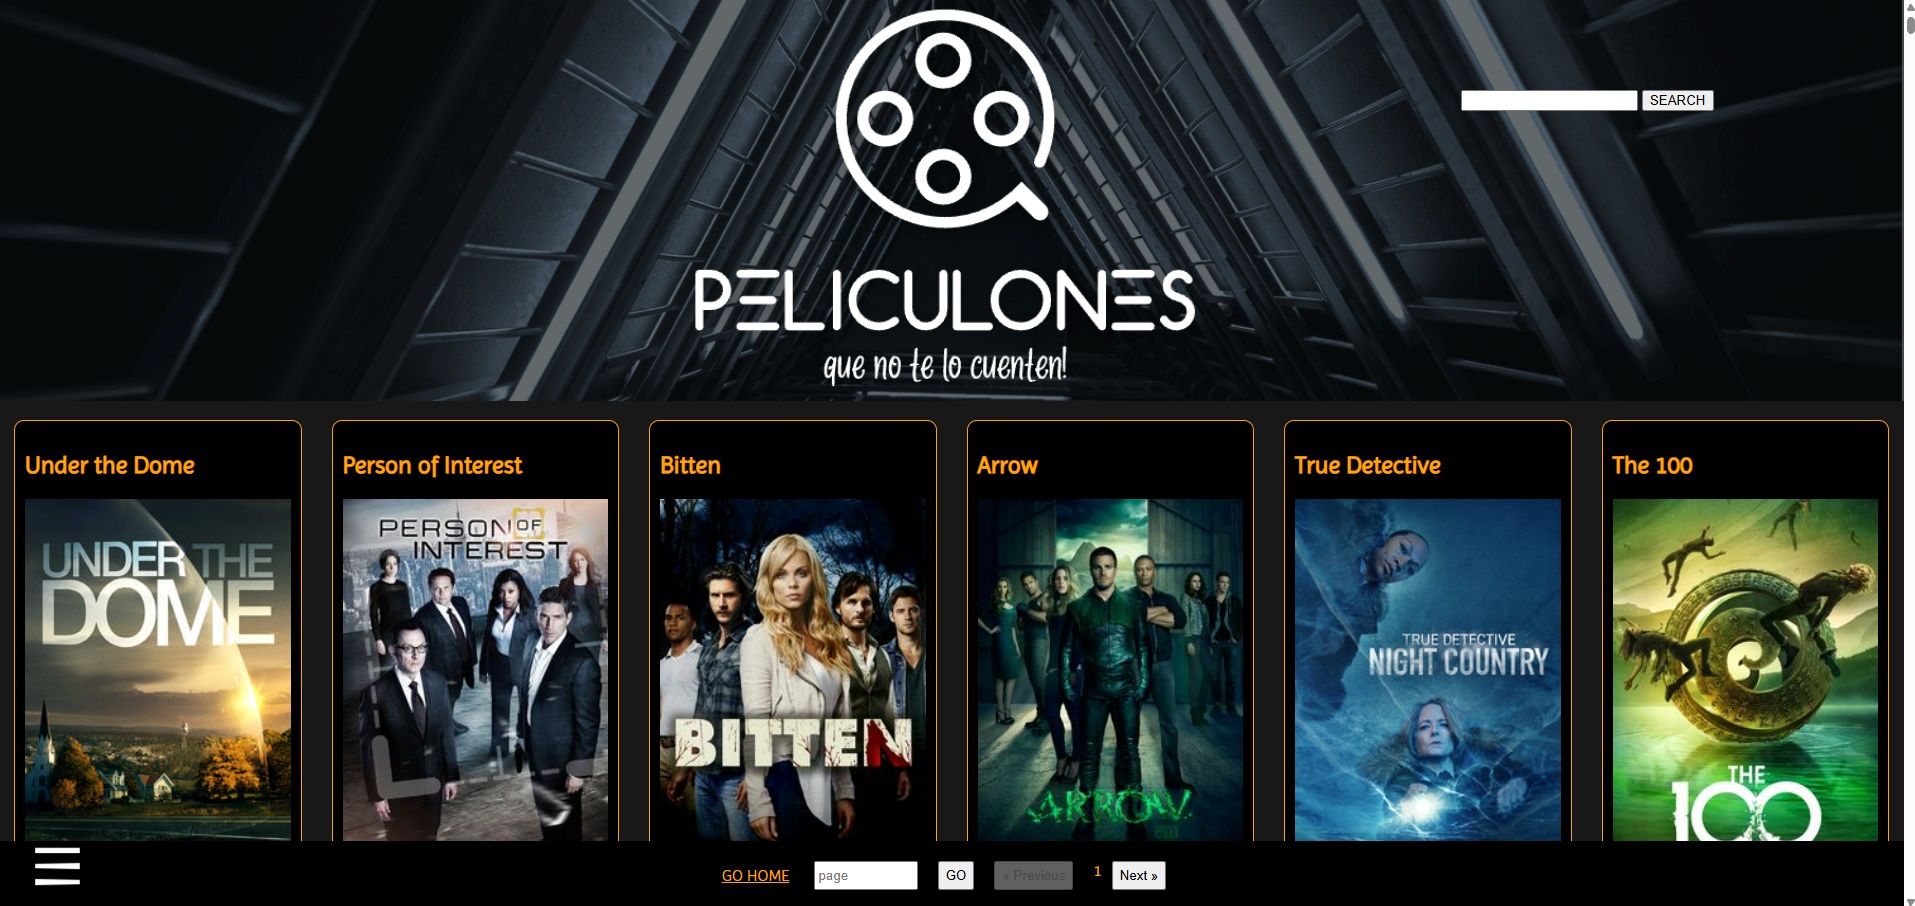 SEARCH
PELICULONES
que no te lo cuenten!
Under the Dome
Person of Interest
Bitten
Arrow
True Detective
The 100
UNDER THE
DOME
PERSON OF
INTEREST
BITTEN
ARROW
TRUE DETECTIVE
NIGHT COUNTRY
THE
100
GO HOME
page
GO
« Previous
1
Next »